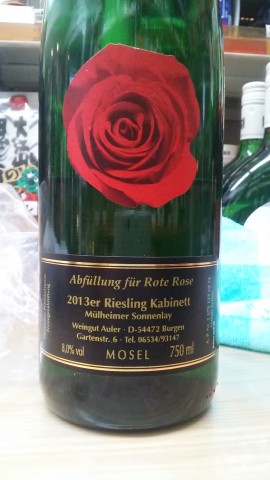 Abfüllung für Rote Rose
2013er Riesling Kabinett
Mülheimer Sonnenlay
Weingut Auler · D-54472 Burgen
Gartenstr. 6 · Tel. 06534/93147
8,0% vol MOSEL 750 ml